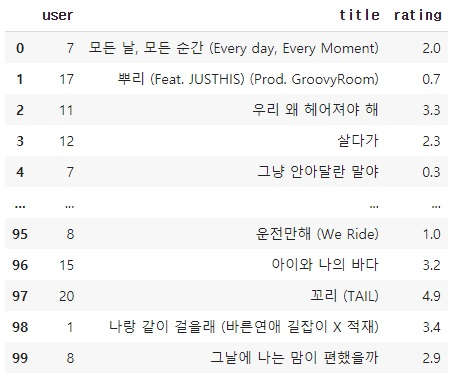 user title rating
0 7 모든 날, 모든 순간 (Every day, Every Moment) 2.0
1 17 뿌리 (Feat. JUSTHIS) (Prod. GroovyRoom) 0.7
2 11 우리 왜 헤어져야 해 3.3
3 12 살다가 2.3
4 7 그냥 안아달란 말야 0.3
... ... ... ...
95 8 운전만해 (We Ride) 1.0
96 15 아이와 나의 바다 3.2
97 20 꼬리 (TAIL) 4.9
98 1 나랑 같이 걸을래 (바른연애 길잡이 X 적재) 3.4
99 8 그날에 나는 맘이 편했을까 2.9